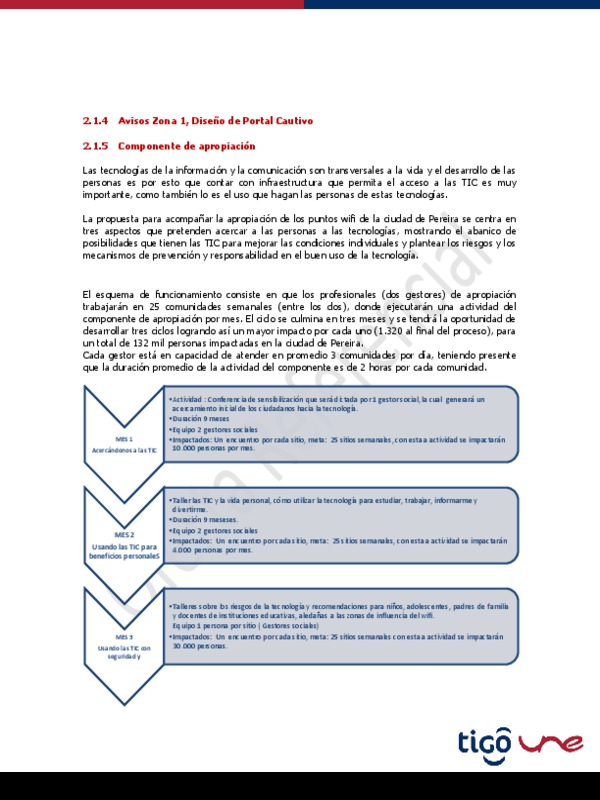 2.1.4 Avisos Zona 1, Diseño de Portal Cautivo
2.1.5 Componente de apropiación
Las tecnologías de la información y la comunicación son transversales a la vida y el desarrollo de las
personas es por esto que contar con infraestructura que permita el acceso a las TIC es muy
importante, como también lo es el uso que hagan las personas de estas tecnologías.
La propuesta para acompañar la apropiación de los puntos wifi de la ciudad de Pereira se centra en
tres aspectos que pretenden acercar a las personas a las tecnologías, mostrando el abanico de
posibilidades que tienen las TIC para mejorar las condiciones individuales y plantear los riesgos y los
mecanismos de prevención y responsabilidad en el buen uso de la tecnología.
El esquema de funcionamiento consiste en que los profesionales (dos gestores) de apropiación
trabajarán en 25 comunidades semanales (entre los dos), donde ejecutarán una actividad del
componente de apropiación por mes. El ciclo se culmina en tres meses y se tendrá la oportunidad de
desarrollar tres ciclos logrando así un mayor impacto por cada uno (1.320 al final del proceso), para
un total de 132 mil personas impactadas en la ciudad de Pereira.
Cada gestor está en capacidad de atender en promedio 3 comunidades por día, teniendo presente
que la duración promedio de la actividad del componente es de 2 horas por cada comunidad.
MES 1
Acercándonos a las TIC
•Actividad : Conferencia de sensibilización que será dictada por 1 gestor social, la cual generará un
acercamiento inicial de los ciudadanos hacia la tecnología.
•Duración 9 meses
•Equipo 2 gestores sociales
•Impactados: Un encuentro por cada sitio, meta: 25 sitios semanales, con esta actividad se impactarán
10.000 personas por mes.
MES 2
Usando las TIC para
beneficios personaleS
•Taller las TIC y la vida personal, cómo utilizar la tecnología para estudiar, trabajar, informarme y
divertirme.
•Duración 9 meseses.
•Equipo 2 gestores sociales
•Impactados: Un encuentro por cada sitio, meta: 25 sitios semanales, con esta actividad se impactarán
4.000 personas por mes.
MES 3
Usando las TIC con
seguridad y
•Talleres sobre los riesgos de la tecnología y recomendaciones para niños, adolescentes, padres de familia
y docentes de instituciones educativas, aledañas a las zonas de influencia del wifi.
Equipo 1 persona por sitio ( Gestores sociales)
•Impactados: Un encuentro por cada sitio, meta: 25 sitios semanales con esta actividad se impactarán
30.000 personas.
tigo une